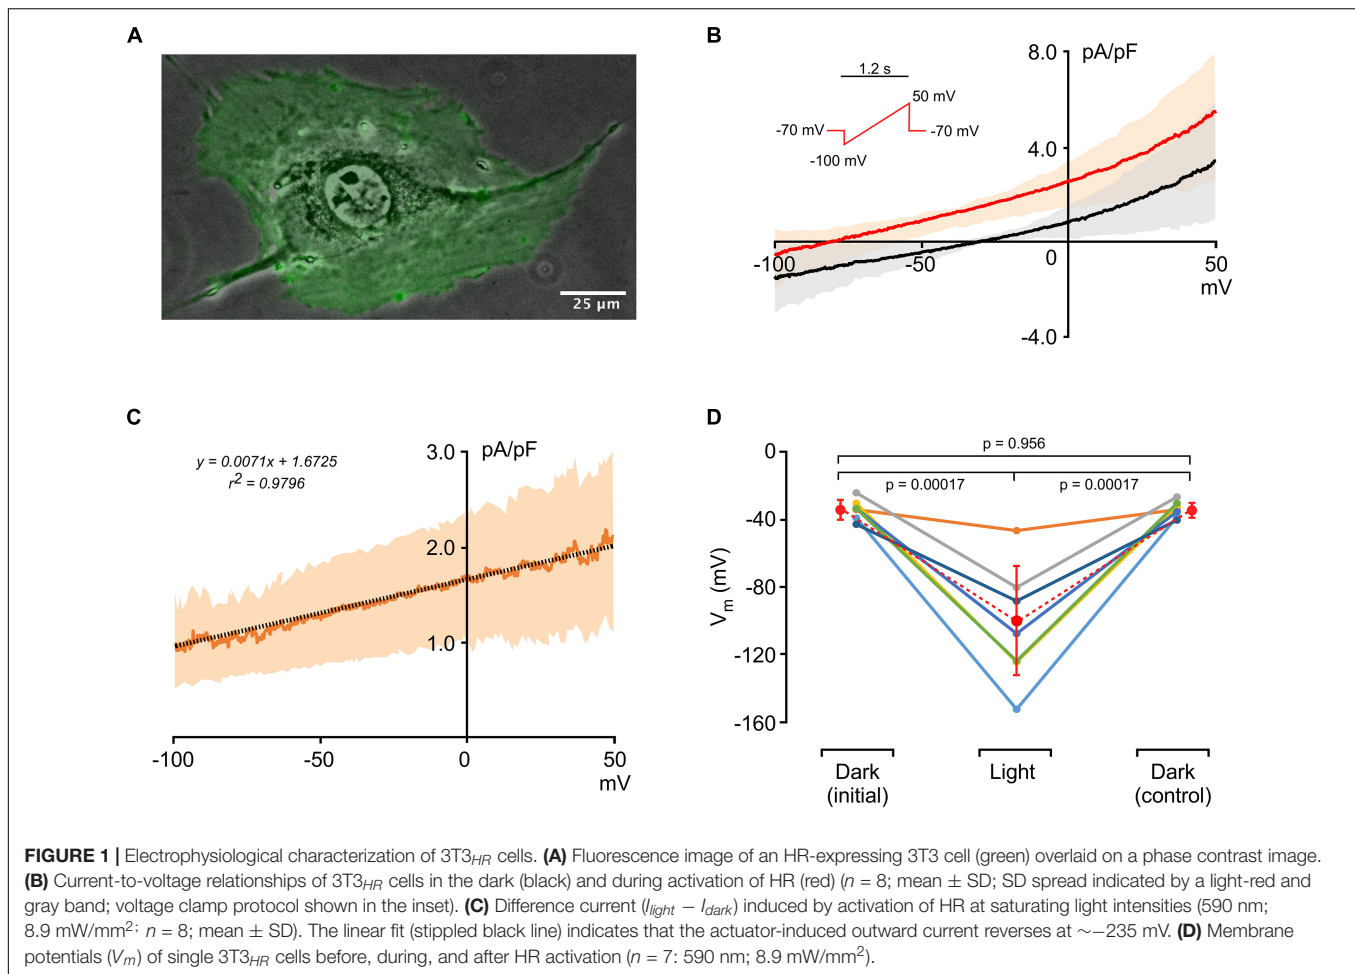 A
25 µm
B
8.0
pA/pF
1.2 s
50 mV
-70 mV
-70 mV
-100 mV
4.0
-100
-50
0
50
mV
-4.0
C
y = 0.0071x + 1.6725
r² = 0.9796
3.0
pA/pF
2.0
1.0
-100
-50
0
50
mV
D
p = 0.956
p = 0.00017
p = 0.00017
0
-40
-80
-120
-160
Vm (mV)
Dark
(initial)
Light
Dark
(control)
FIGURE 1 | Electrophysiological characterization of 3T3HR cells. (A) Fluorescence image of an HR-expressing 3T3 cell (green) overlaid on a phase contrast image.
(B) Current-to-voltage relationships of 3T3HR cells in the dark (black) and during activation of HR (red) (n = 8; mean ± SD; SD spread indicated by a light-red and
gray band; voltage clamp protocol shown in the inset). (C) Difference current (Ilight − Idark) induced by activation of HR at saturating light intensities (590 nm;
8.9 mW/mm²: n = 8; mean ± SD). The linear fit (stippled black line) indicates that the actuator-induced outward current reverses at ∼−235 mV. (D) Membrane
potentials (Vm) of single 3T3HR cells before, during, and after HR activation (n = 7: 590 nm; 8.9 mW/mm²).